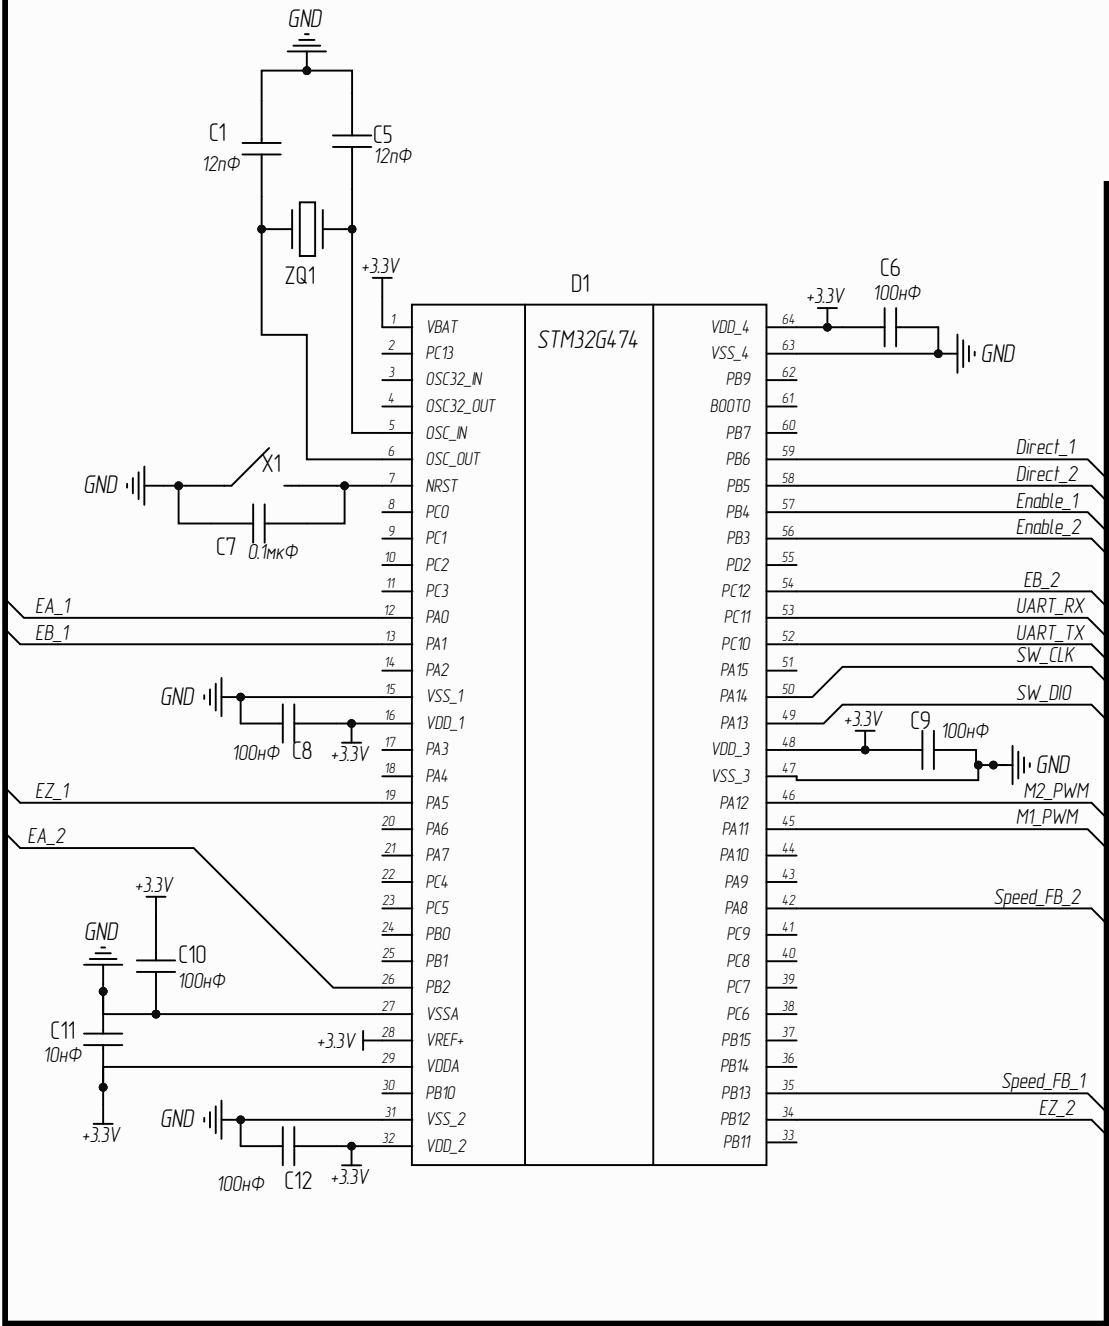 GND
C1
12пФ
C5
12пФ
ZQ1
+3.3V
D1
STM32G474
C6
100нФ
+3.3V
GND
1 VBAT
2 PC13
3 OSC32_IN
4 OSC32_OUT
5 OSC_IN
6 OSC_OUT
7 NRST
8 PC0
9 PC1
10 PC2
11 PC3
12 PA0
13 PA1
14 PA2
15 VSS_1
16 VDD_1
17 PA3
18 PA4
19 PA5
20 PA6
21 PA7
22 PC4
23 PC5
24 PB0
25 PB1
26 PB2
27 VSSA
28 VREF+
29 VDDA
30 PB10
31 VSS_2
32 VDD_2
VDD_4 64
VSS_4 63
PB9 62
BOOT0 61
PB7 60
PB6 59
PB5 58
PB4 57
PB3 56
PD2 55
PC12 54
PC11 53
PC10 52
PA15 51
PA14 50
PA13 49
VDD_3 48
VSS_3 47
PA12 46
PA11 45
PA10 44
PA9 43
PA8 42
PC9 41
PC8 40
PC7 39
PC6 38
PB15 37
PB14 36
PB13 35
PB12 34
PB11 33
GND
X1
C7
0.1мкФ
EA_1
EB_1
GND
100нФ
C8
+3.3V
EZ_1
EA_2
+3.3V
GND
C10
100нФ
C11
10нФ
+3.3V
+3.3V
GND
100нФ
C12
+3.3V
Direct_1
Direct_2
Enable_1
Enable_2
EB_2
UART_RX
UART_TX
SW_CLK
SW_DIO
+3.3V
C9
100нФ
GND
M2_PWM
M1_PWM
Speed_FB_2
Speed_FB_1
EZ_2